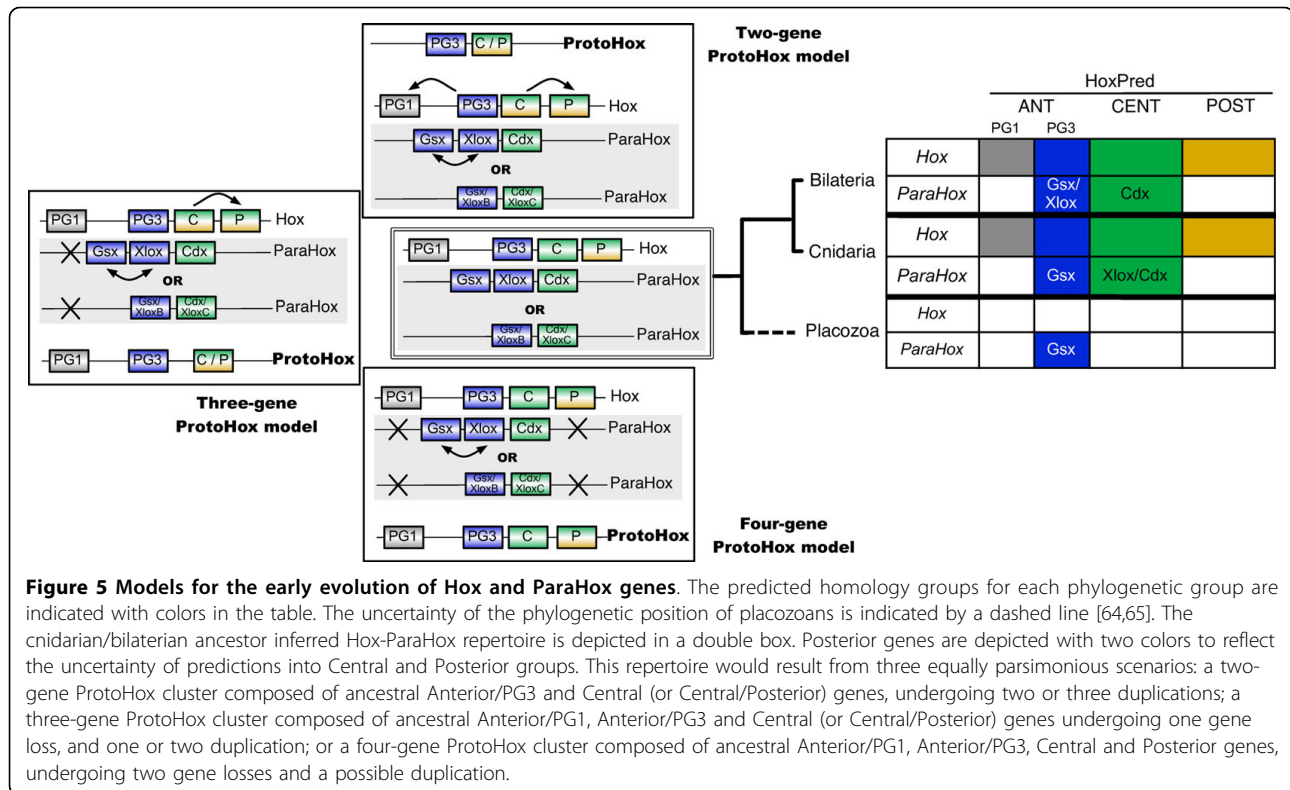 PG3 C / P ProtoHox
Two-gene
ProtoHox model
PG1 PG3 C P Hox
Gsx Xlox Cdx ParaHox
OR
Gsx/XloxB Cdx/XloxC ParaHox
PG1 PG3 C P Hox
Gsx Xlox Cdx ParaHox
OR
Gsx/XloxB Cdx/XloxC ParaHox
PG1 PG3 C / P ProtoHox
Three-gene
ProtoHox model
PG1 PG3 C P Hox
Gsx Xlox Cdx ParaHox
OR
Gsx/XloxB Cdx/XloxC ParaHox
PG1 PG3 C P Hox
Gsx Xlox Cdx ParaHox
OR
Gsx/XloxB Cdx/XloxC ParaHox
PG1 PG3 C P ProtoHox
Four-gene
ProtoHox model
HoxPred
ANT CENT POST
PG1 PG3
Bilateria
Hox
ParaHox Gsx/Xlox Cdx
Cnidaria
Hox
ParaHox Gsx Xlox/Cdx
Placozoa
Hox
ParaHox Gsx
Figure 5 Models for the early evolution of Hox and ParaHox genes. The predicted homology groups for each phylogenetic group are
indicated with colors in the table. The uncertainty of the phylogenetic position of placozoans is indicated by a dashed line [64,65]. The
cnidarian/bilaterian ancestor inferred Hox-ParaHox repertoire is depicted in a double box. Posterior genes are depicted with two colors to reflect
the uncertainty of predictions into Central and Posterior groups. This repertoire would result from three equally parsimonious scenarios: a two-
gene ProtoHox cluster composed of ancestral Anterior/PG3 and Central (or Central/Posterior) genes, undergoing two or three duplications; a
three-gene ProtoHox cluster composed of ancestral Anterior/PG1, Anterior/PG3 and Central (or Central/Posterior) genes undergoing one gene
loss, and one or two duplication; or a four-gene ProtoHox cluster composed of ancestral Anterior/PG1, Anterior/PG3, Central and Posterior genes,
undergoing two gene losses and a possible duplication.